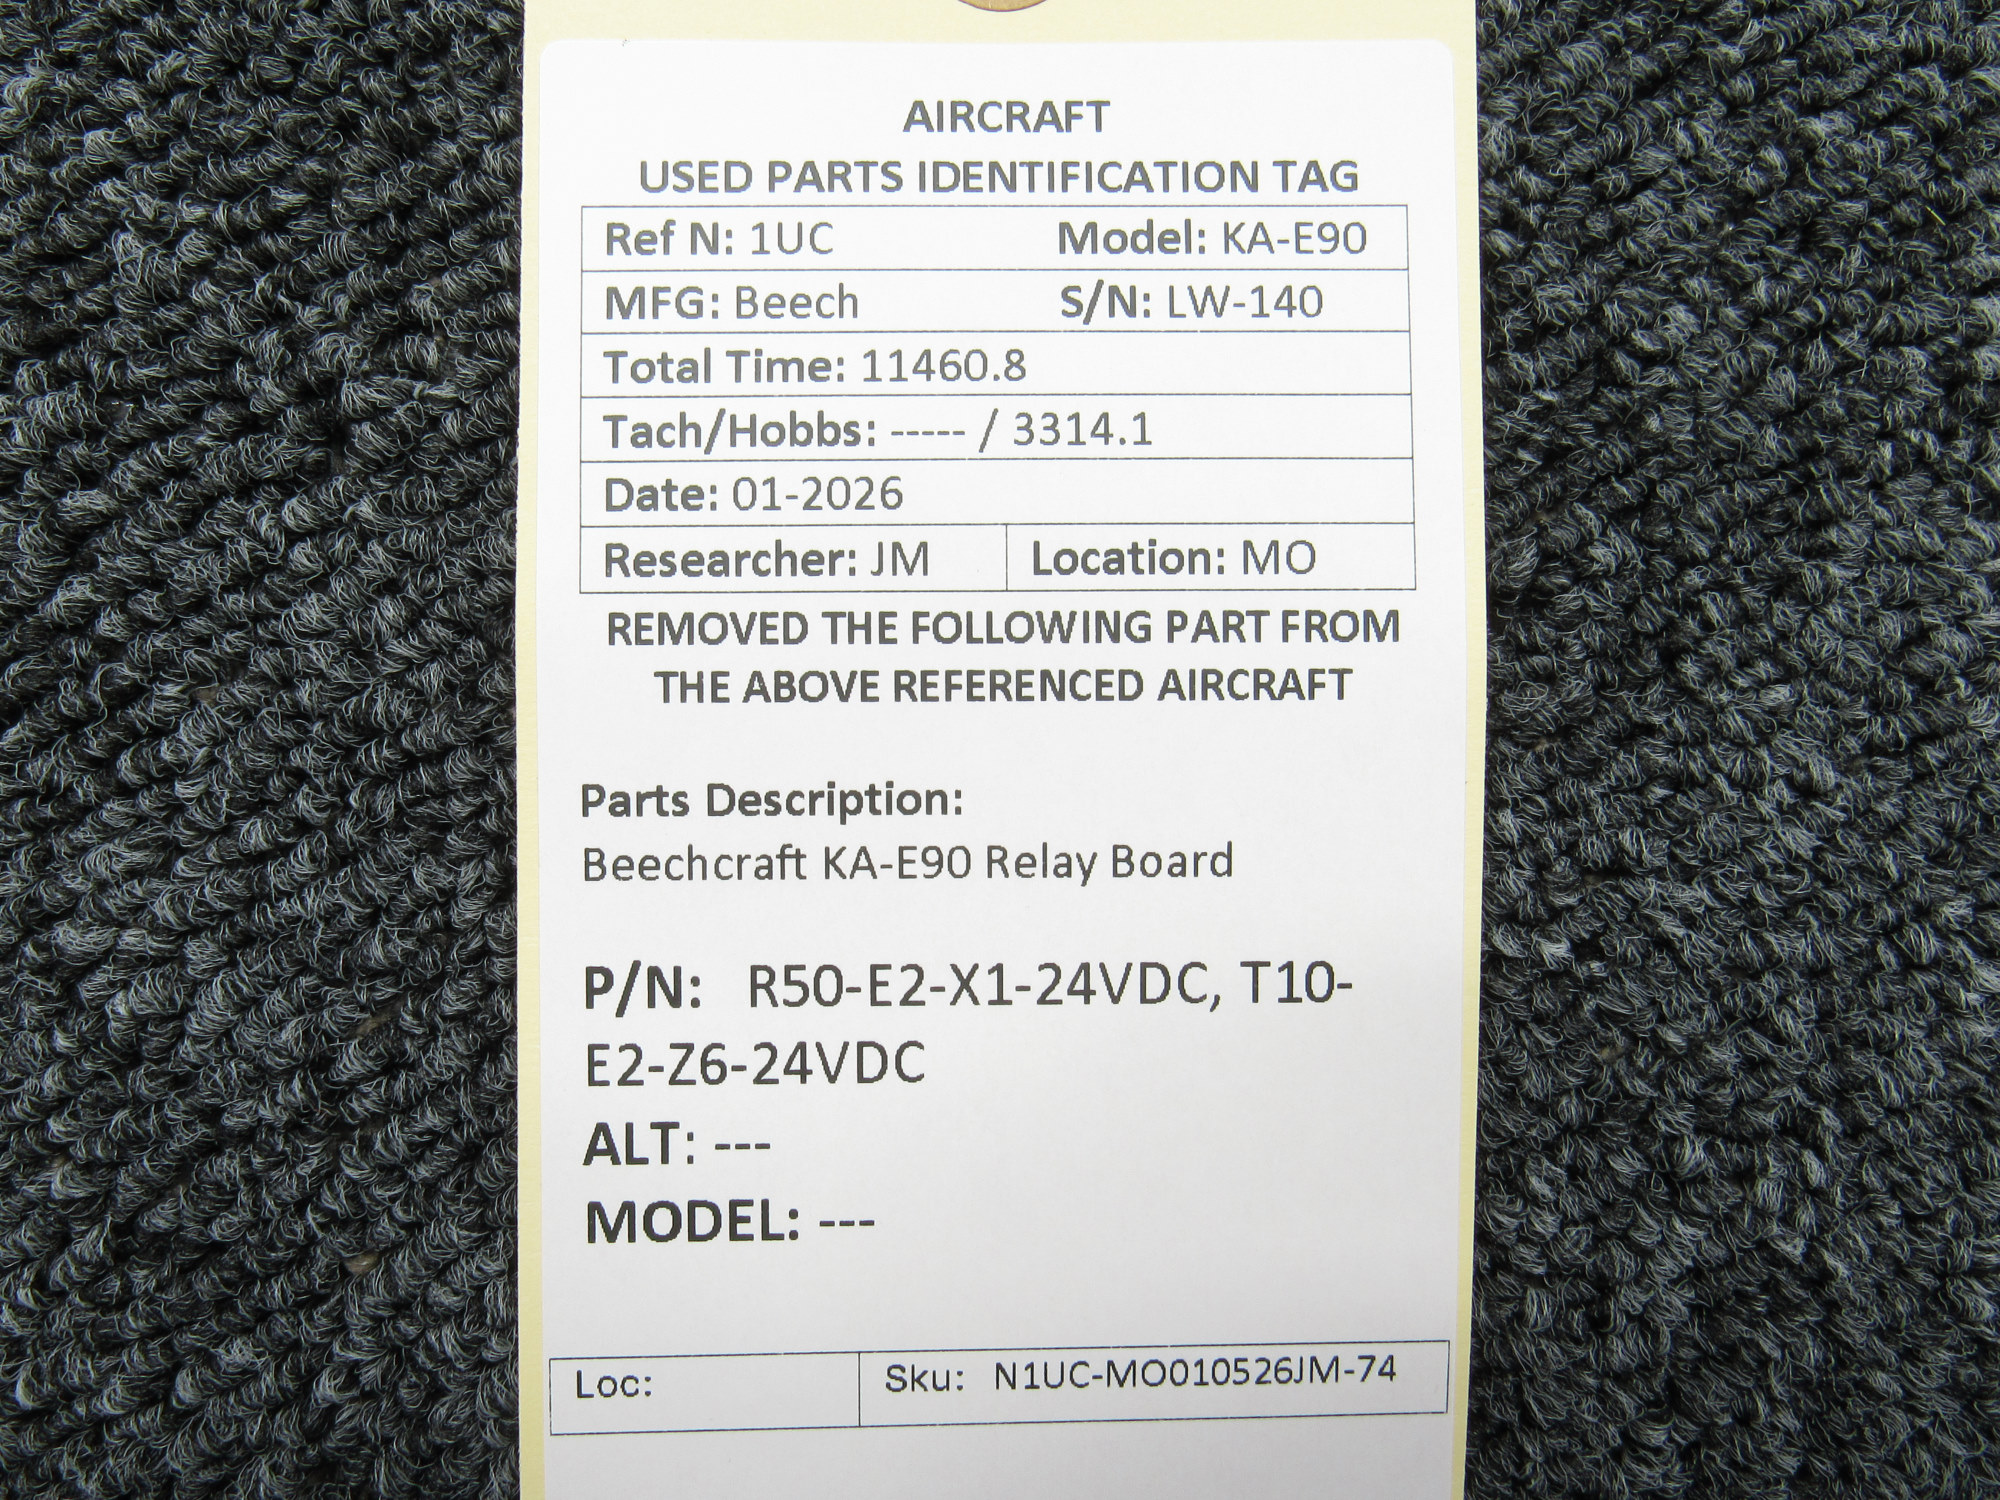 AIRCRAFT
USED PARTS IDENTIFICATION TAG
Ref N: 1UC Model: KA-E90
MFG: Beech S/N: LW-140
Total Time: 11460.8
Tach/Hobbs: ----- / 3314.1
Date: 01-2026
Researcher: JM Location: MO
REMOVED THE FOLLOWING PART FROM
THE ABOVE REFERENCED AIRCRAFT
Parts Description:
Beechcraft KA-E90 Relay Board
P/N: R50-E2-X1-24VDC, T10-
E2-Z6-24VDC
ALT: ---
MODEL: ---
Loc: Sku: N1UC-MO010526JM-74